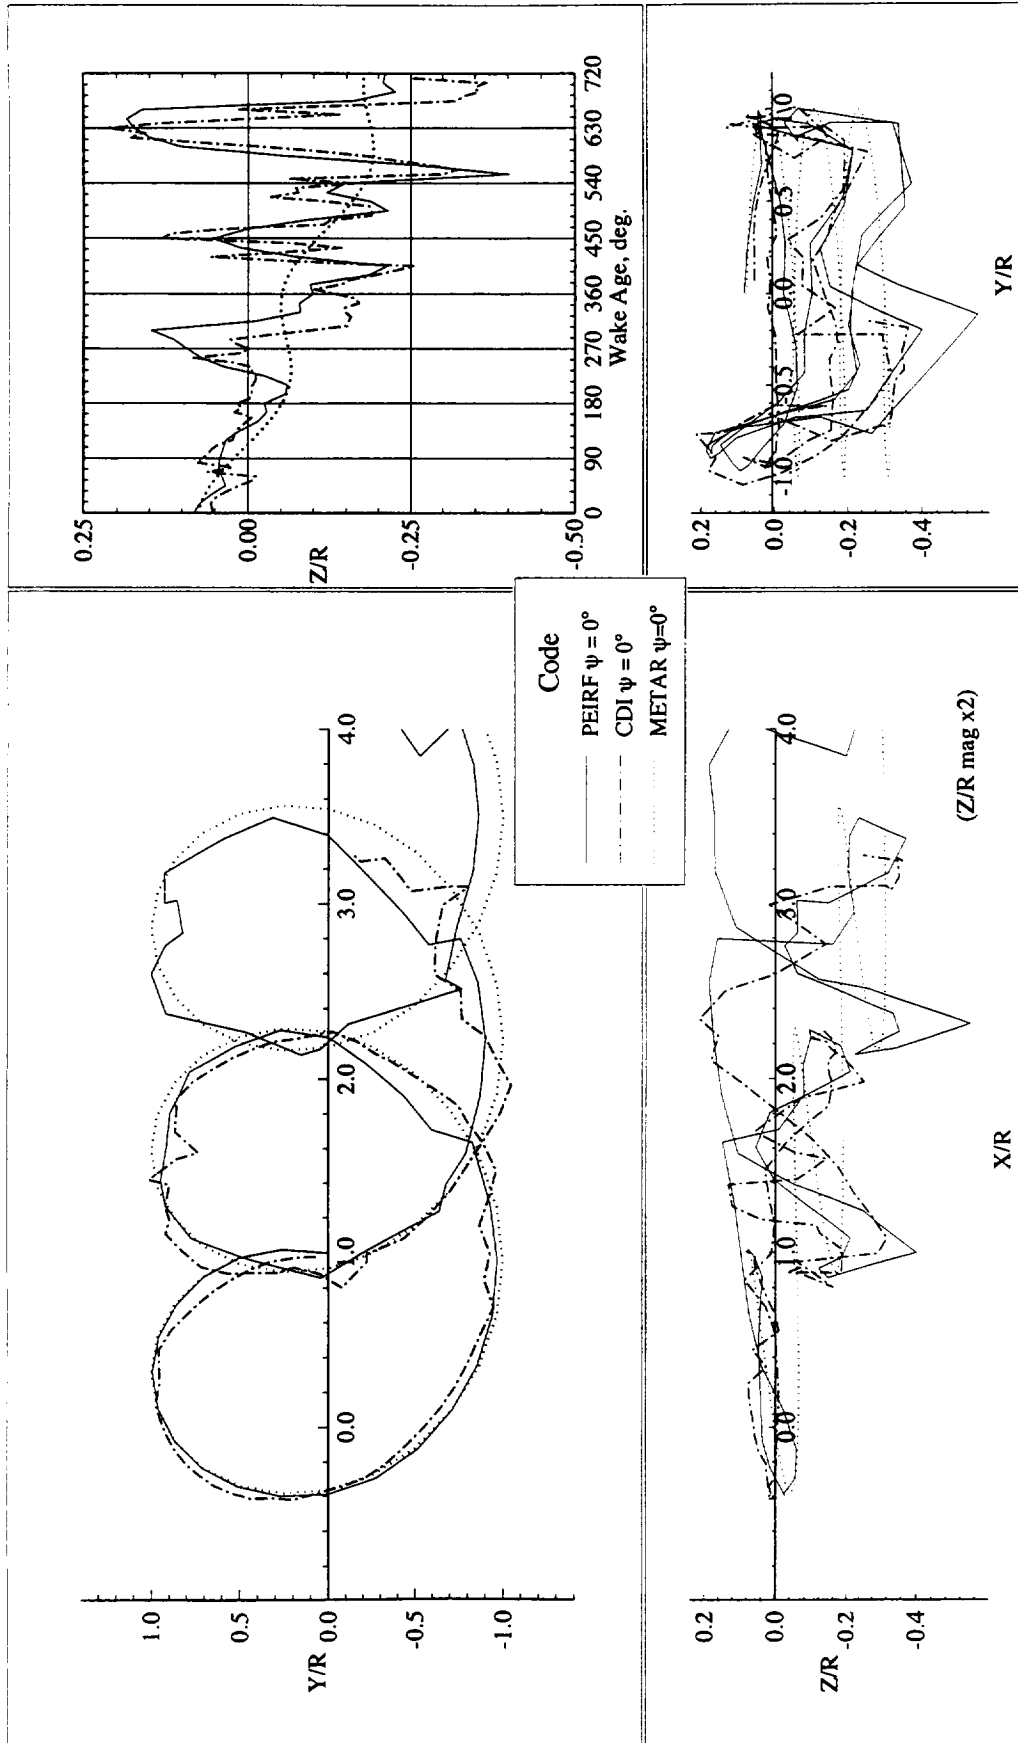 1.0
0.5
0.0
-0.5
-1.0
Y/R
0.0
1.0
2.0
3.0
4.0
0.25
0.00
-0.25
-0.50
Z/R
0 90 180 270 360 450 540 630 720
Wake Age, deg.
Code
PEIRF ψ = 0°
CDI ψ = 0°
METAR ψ=0°
0.2
0.0
-0.2
-0.4
Z/R
0.0
1.0
2.0
3.0
4.0
X/R
(Z/R mag x2)
0.2
0.0
-0.2
-0.4
-1.0
-0.5
0.0
0.5
1.0
Y/R